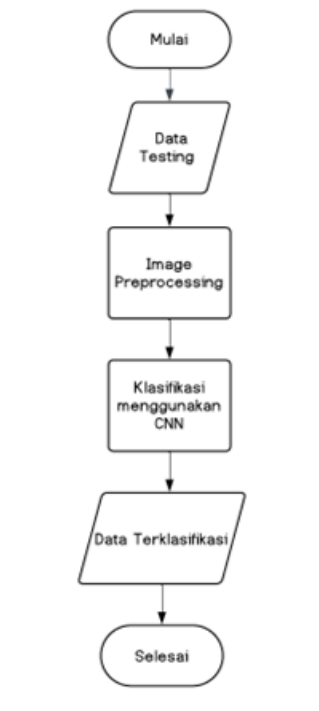 Mulai
Data
Testing
Image
Preprocessing
Klasifikasi
menggunakan
CNN
Data Terklasifikasi
Selesai